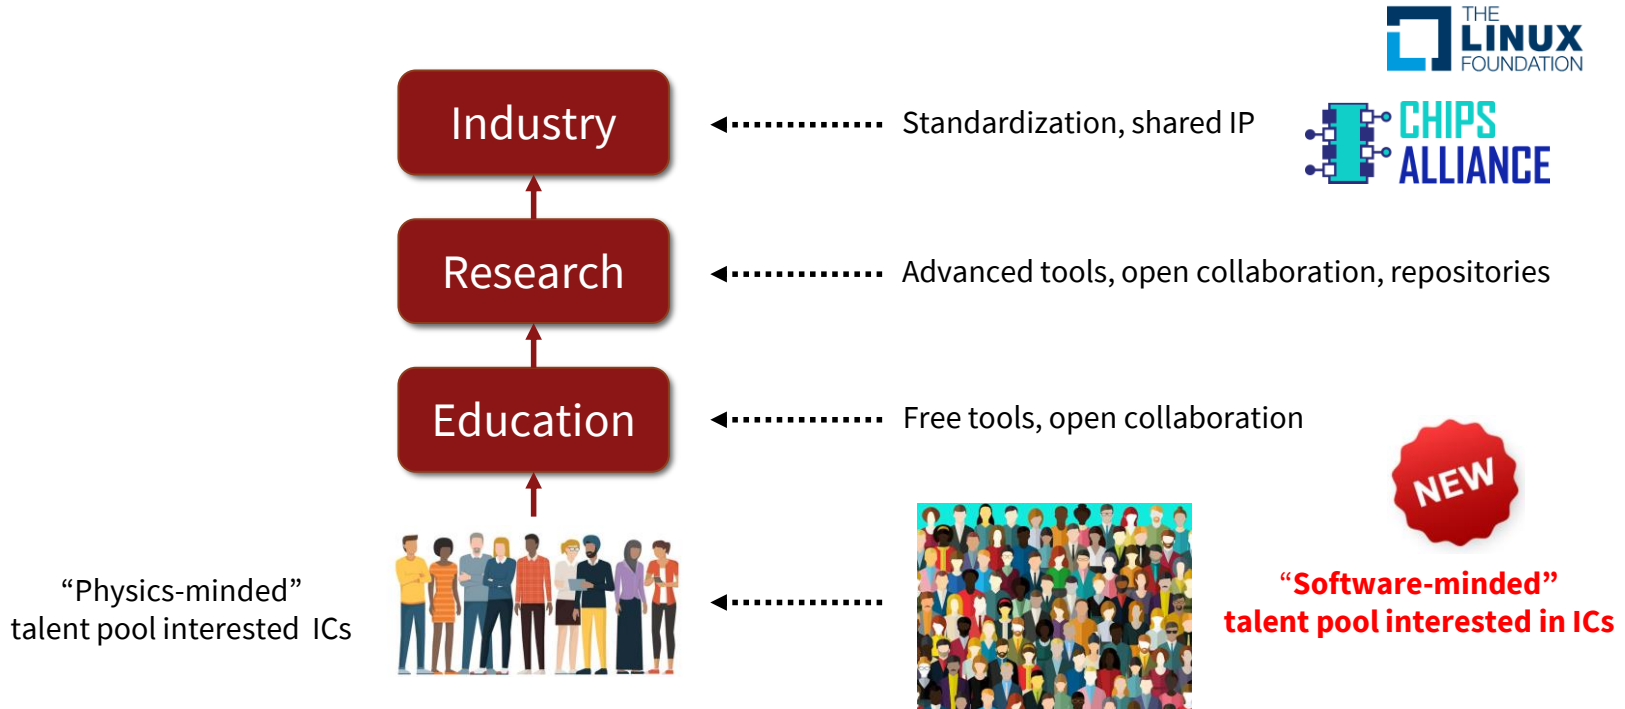 THE
LINUX
FOUNDATION
Industry
Standardization, shared IP
CHIPS
ALLIANCE
Research
Advanced tools, open collaboration, repositories
Education
Free tools, open collaboration
NEW
“Physics-minded”
talent pool interested  ICs
“Software-minded”
talent pool interested in ICs